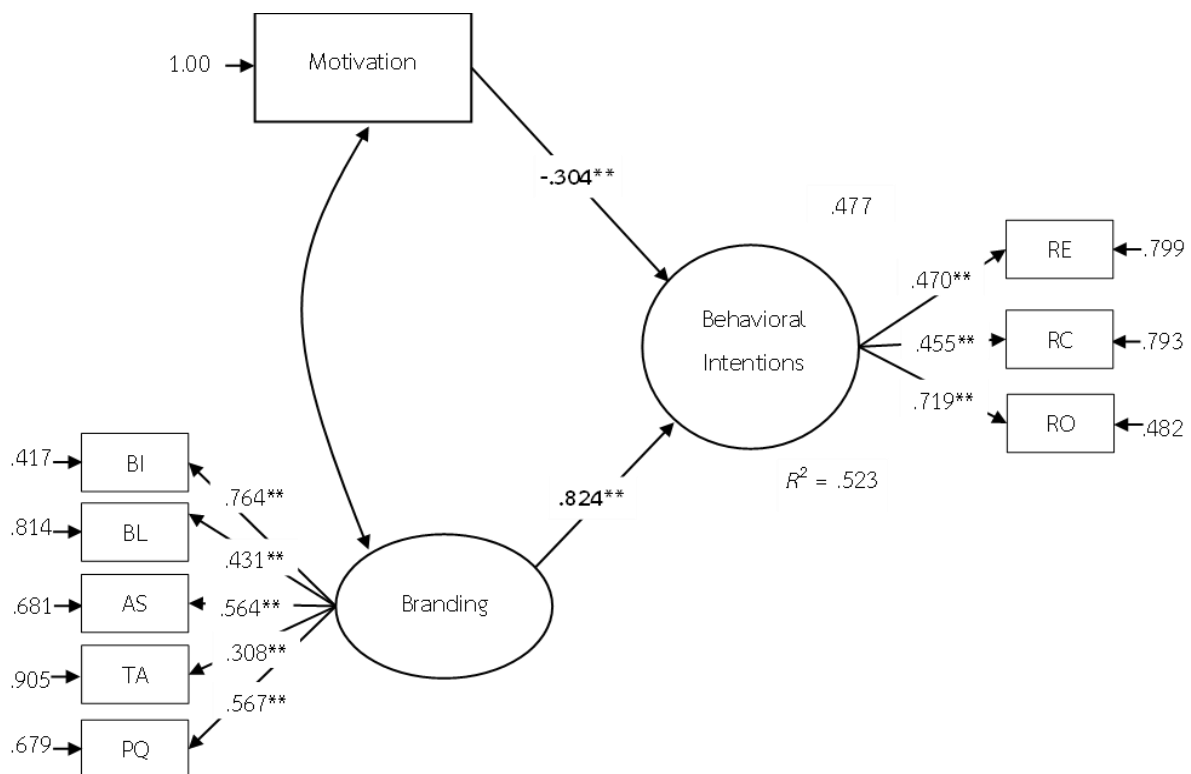 1.00
Motivation
-.304**
.477
RE
.799
.470**
Behavioral
Intentions
RC
.793
.455**
.719**
RO
.482
R² = .523
.824**
.417
BI
.764**
.814
BL
.431**
.681
AS
.564**
Branding
.308**
.905
TA
.567**
.679
PQ